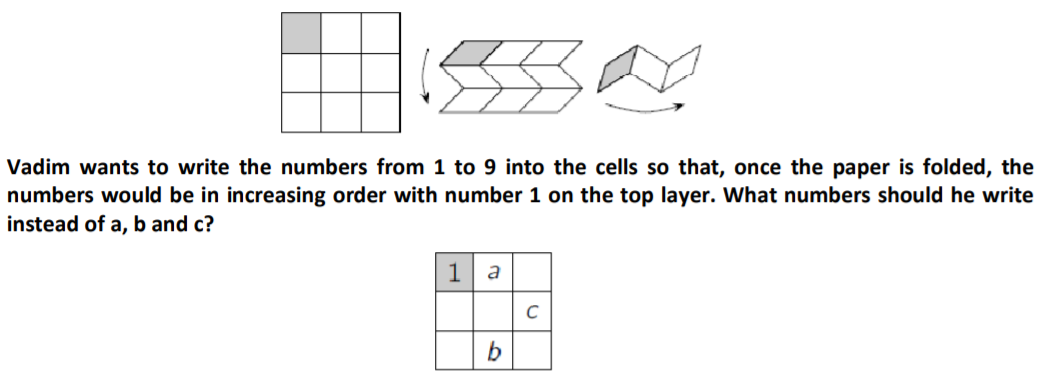 Vadim wants to write the numbers from 1 to 9 into the cells so that, once the paper is folded, the
numbers would be in increasing order with number 1 on the top layer. What numbers should he write
instead of a, b and c?
1 a
c
b